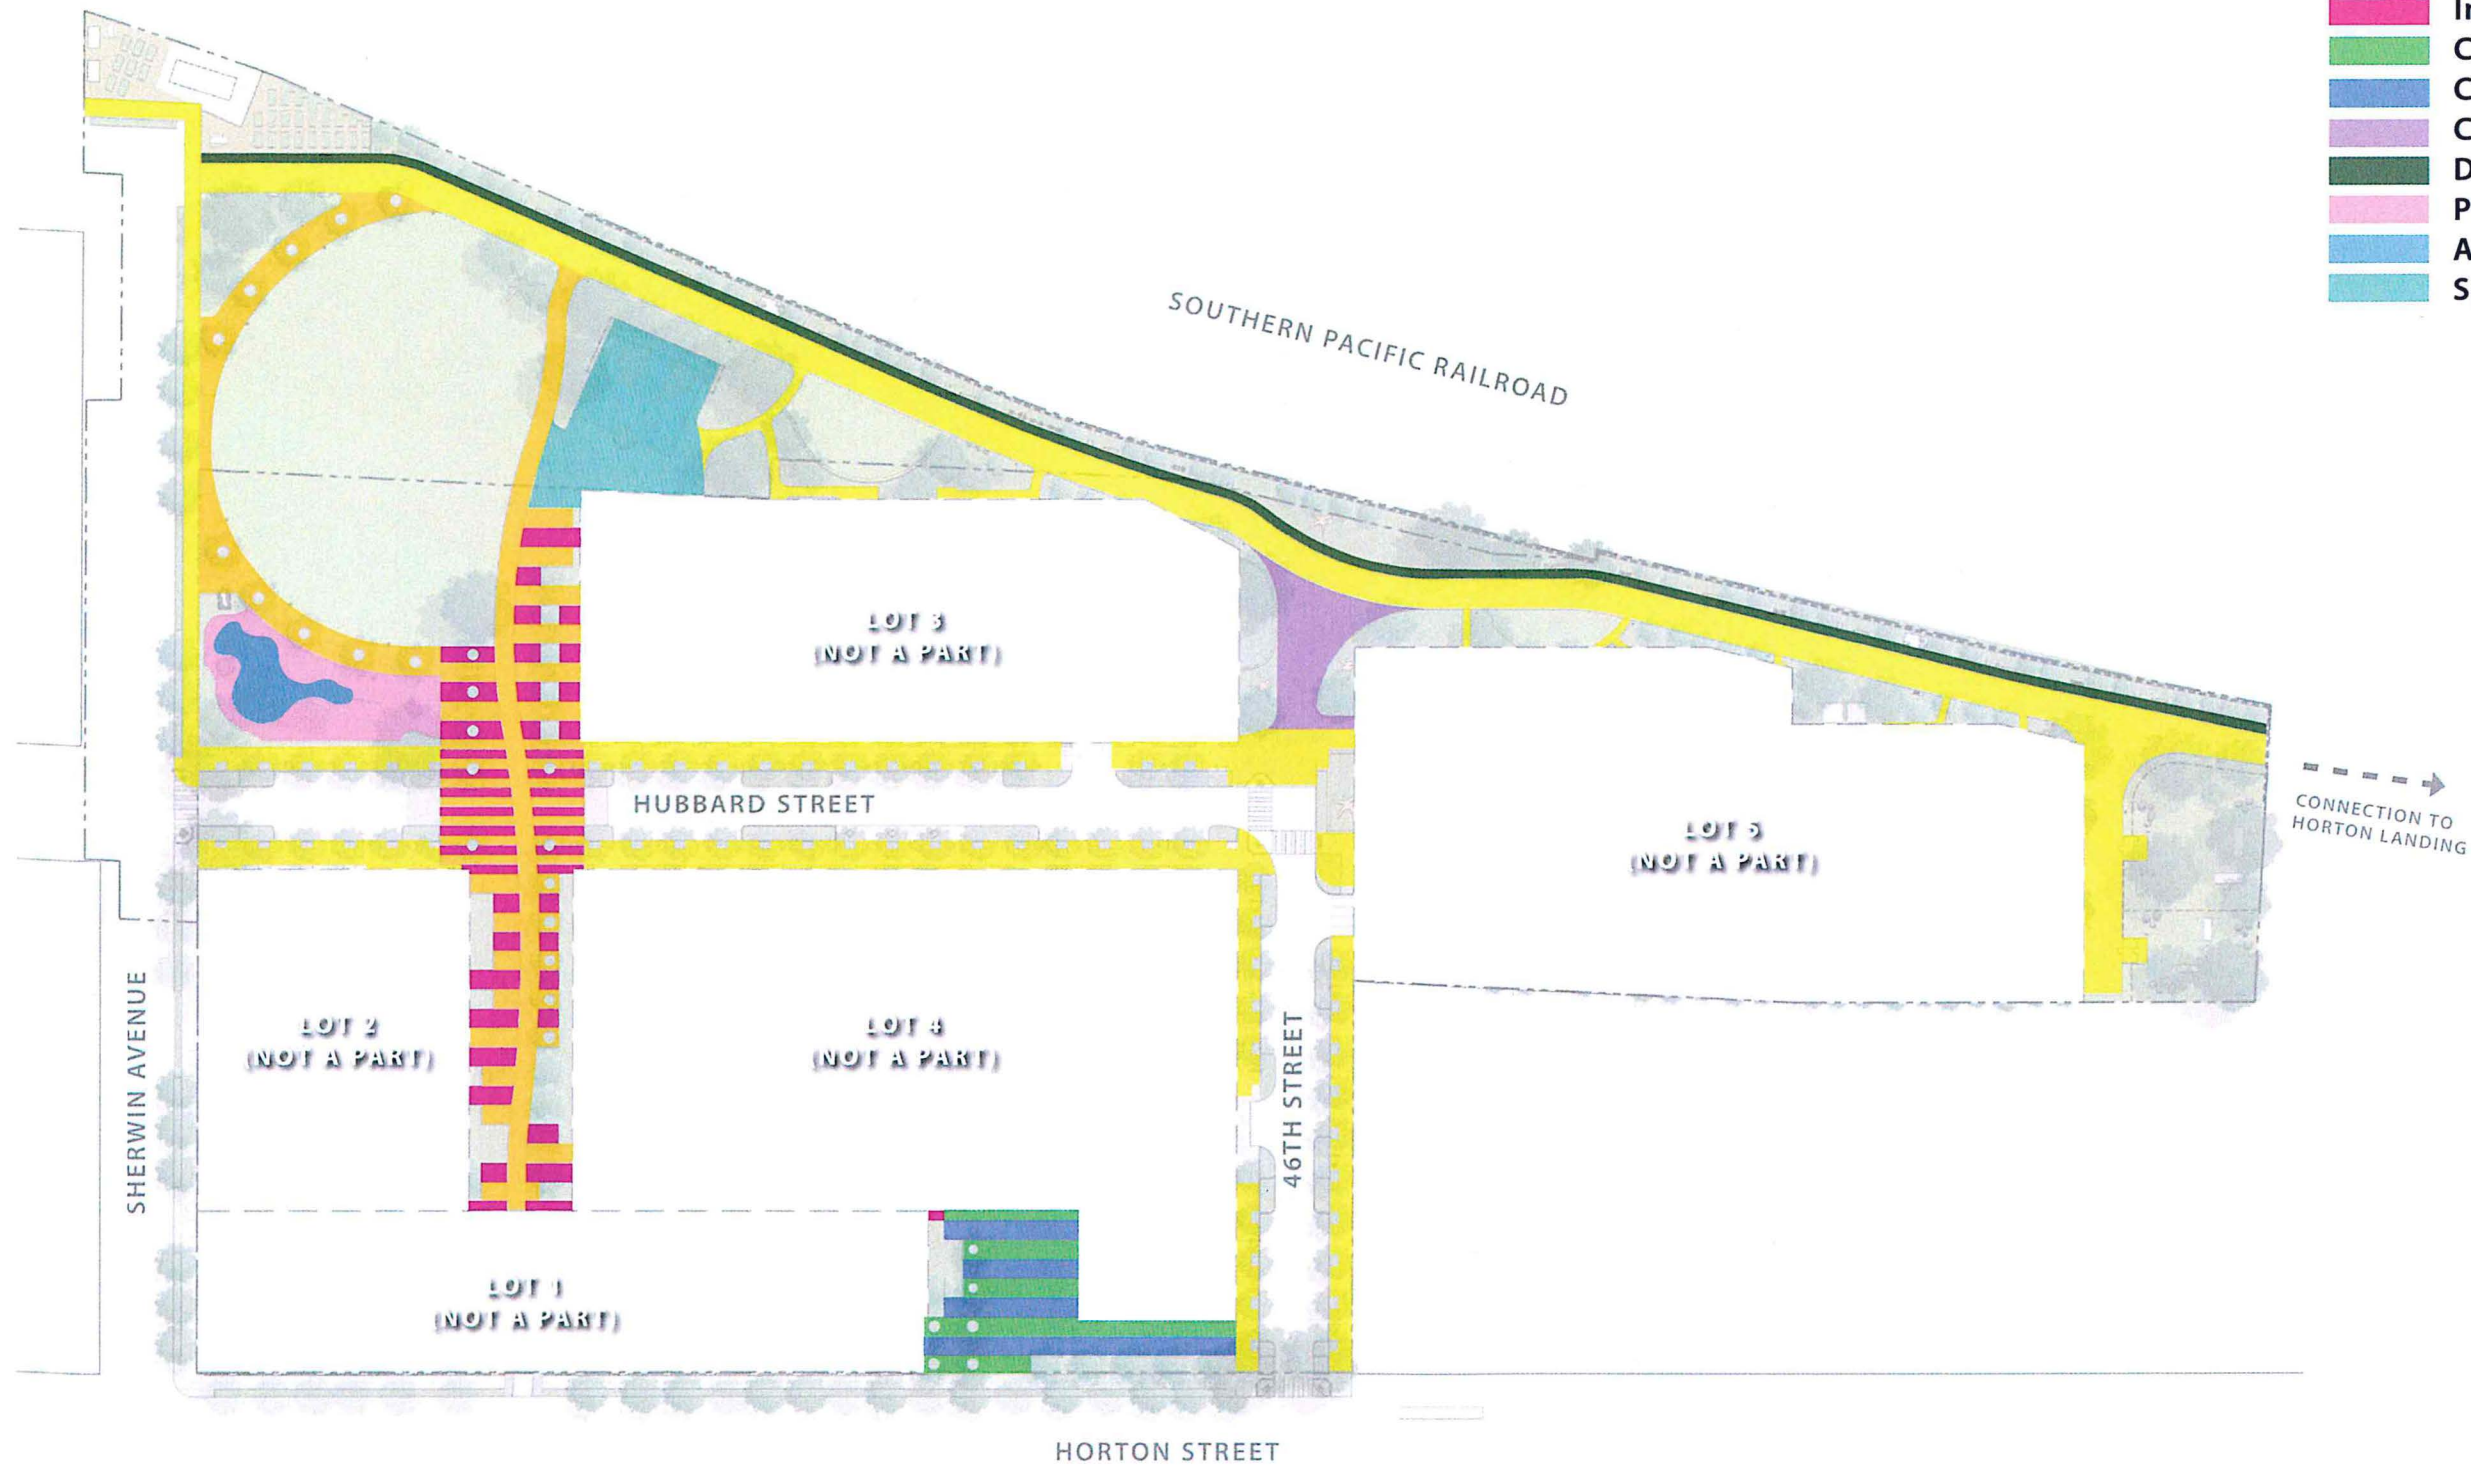 SOUTHERN PACIFIC RAILROAD
LOT 3
(NOT A PART)
HUBBARD STREET
LOT 5
(NOT A PART)
CONNECTION TO
HORTON LANDING
SHERWIN AVENUE
LOT 2
(NOT A PART)
LOT 4
(NOT A PART)
46TH STREET
LOT 1
(NOT A PART)
HORTON STREET
C
C
C
D
P
A
S